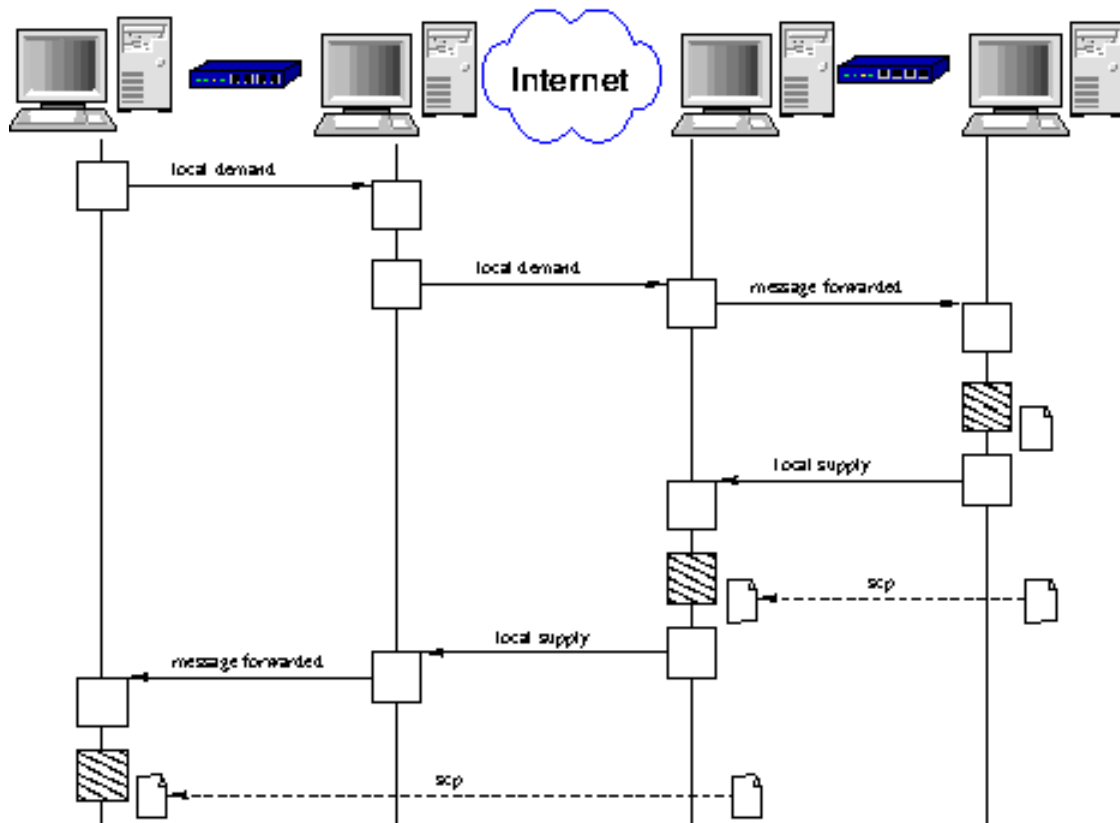 Internet
local demand
local demand
message forwarded
local supply
scp
local supply
message forwarded
scp